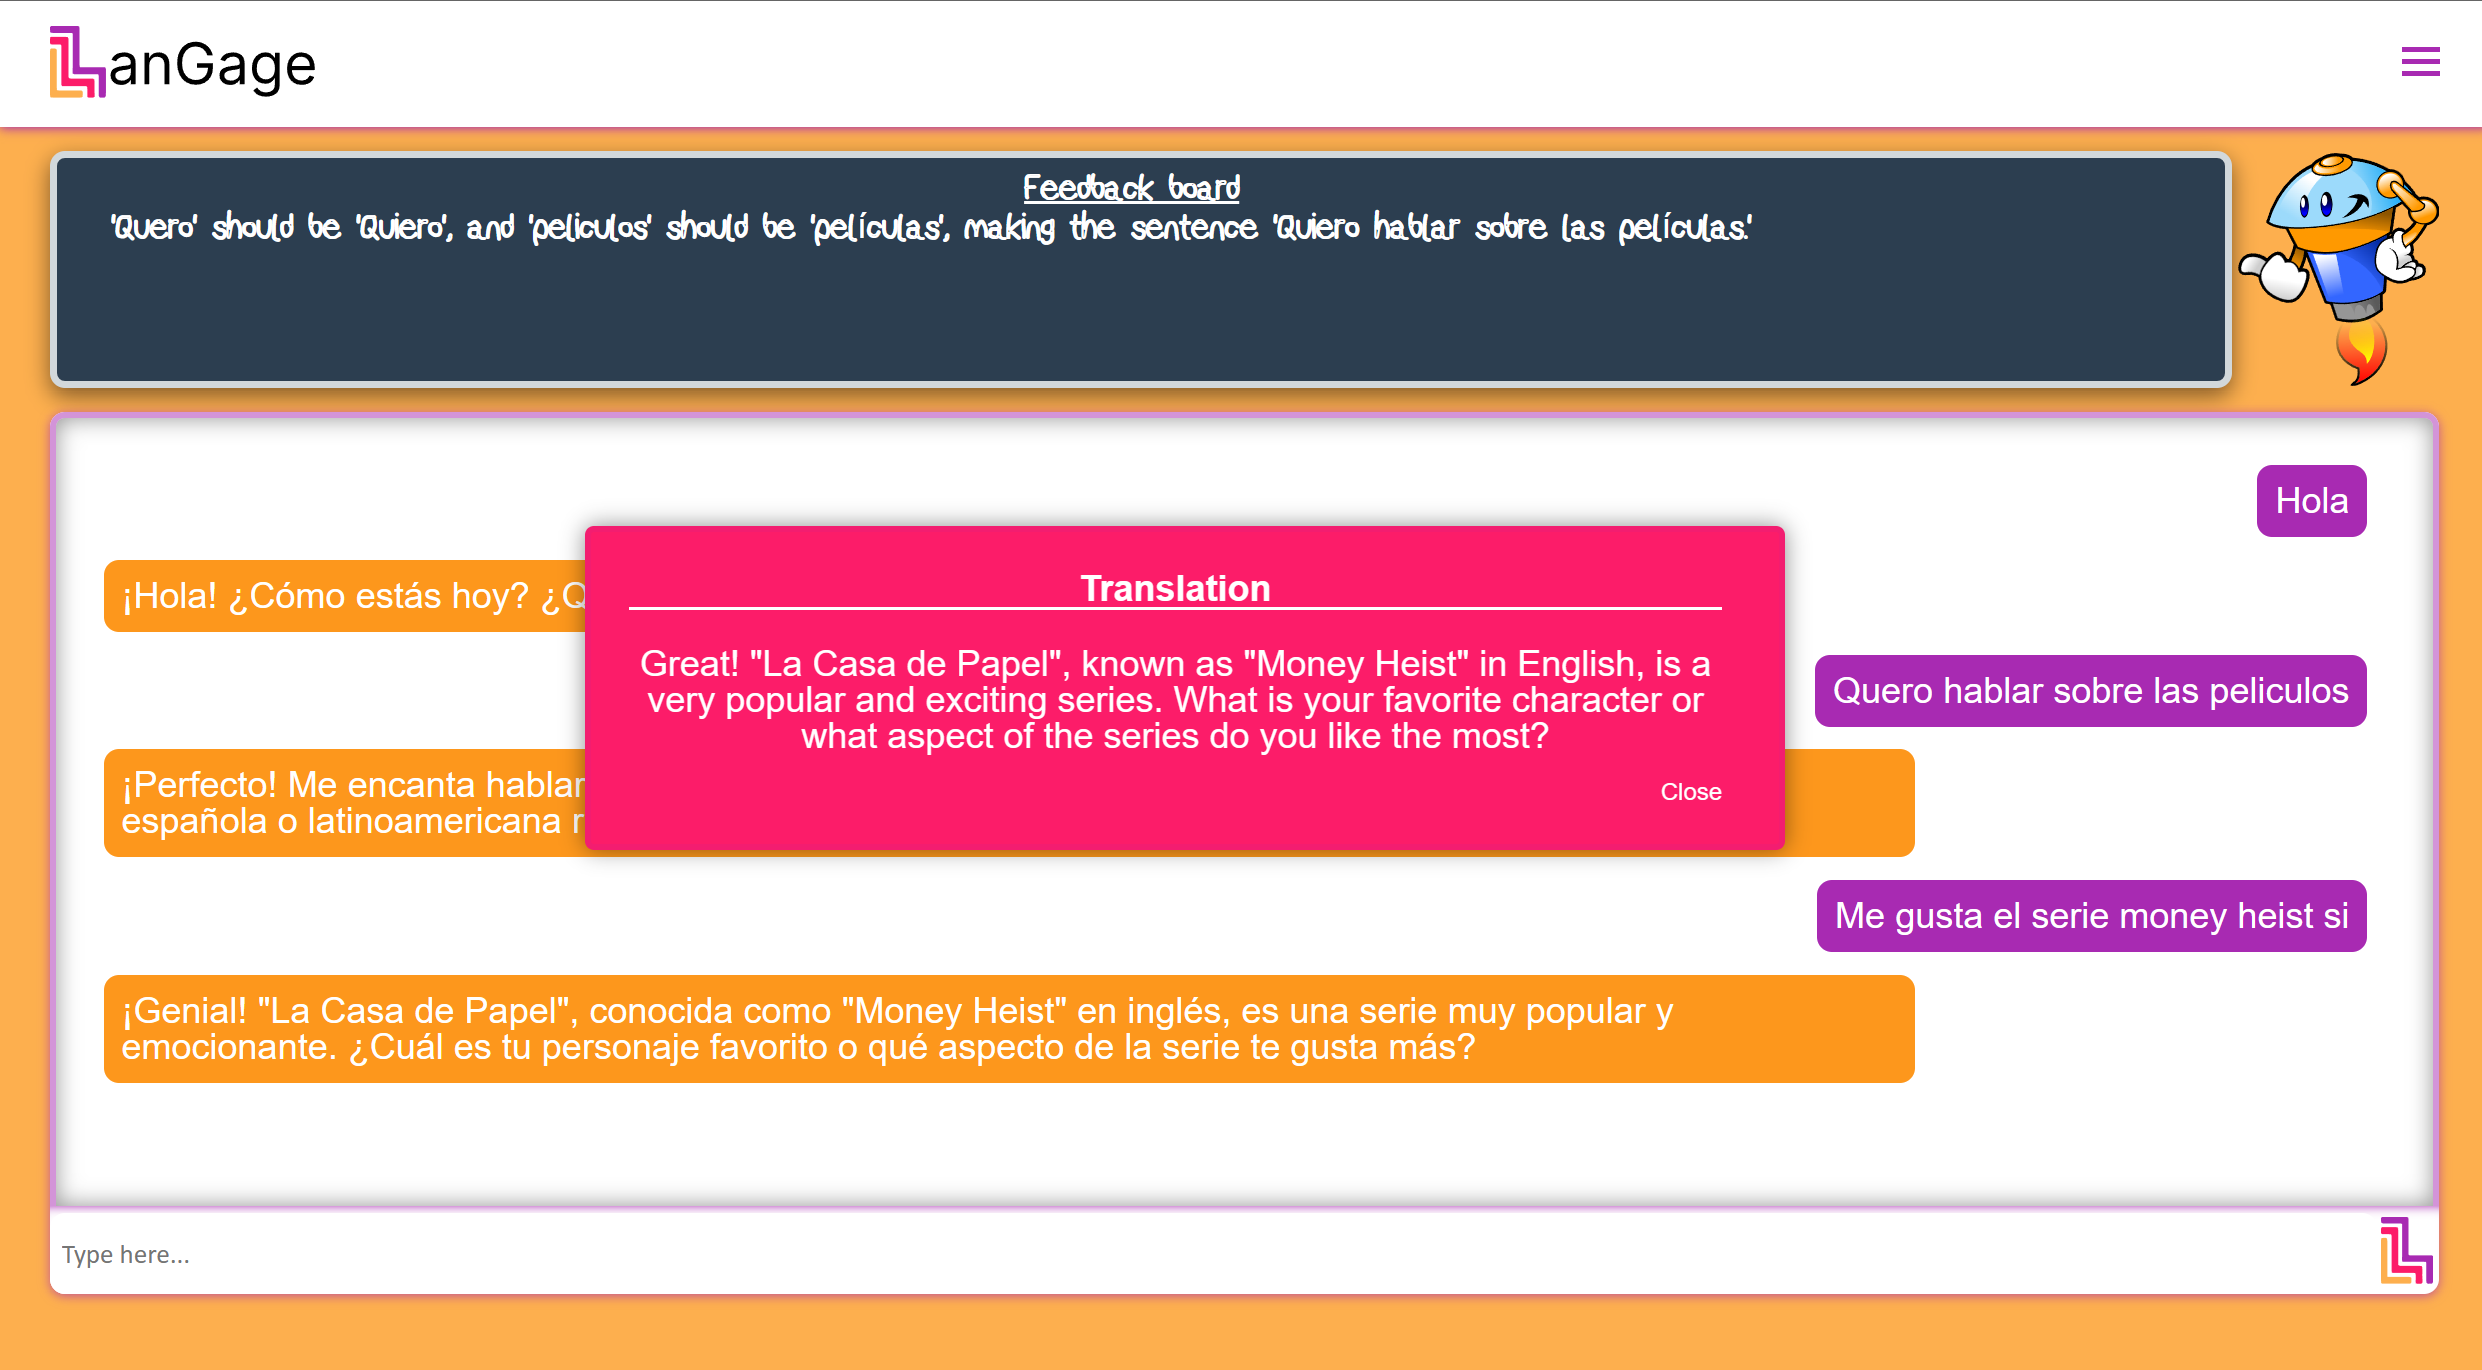 LanGage
Feedback board
'Quero' should be 'Quiero', and 'peliculos' should be 'películas', making the sentence 'Quiero hablar sobre las películas.'
Hola
¡Hola! ¿Cómo estás hoy? ¿Q
Translation
Great! "La Casa de Papel", known as "Money Heist" in English, is a
very popular and exciting series. What is your favorite character or
what aspect of the series do you like the most?
Close
Quero hablar sobre las peliculos
¡Perfecto! Me encanta hablar
española o latinoamericana
Me gusta el serie money heist si
¡Genial! "La Casa de Papel", conocida como "Money Heist" en inglés, es una serie muy popular y
emocionante. ¿Cuál es tu personaje favorito o qué aspecto de la serie te gusta más?
Type here...